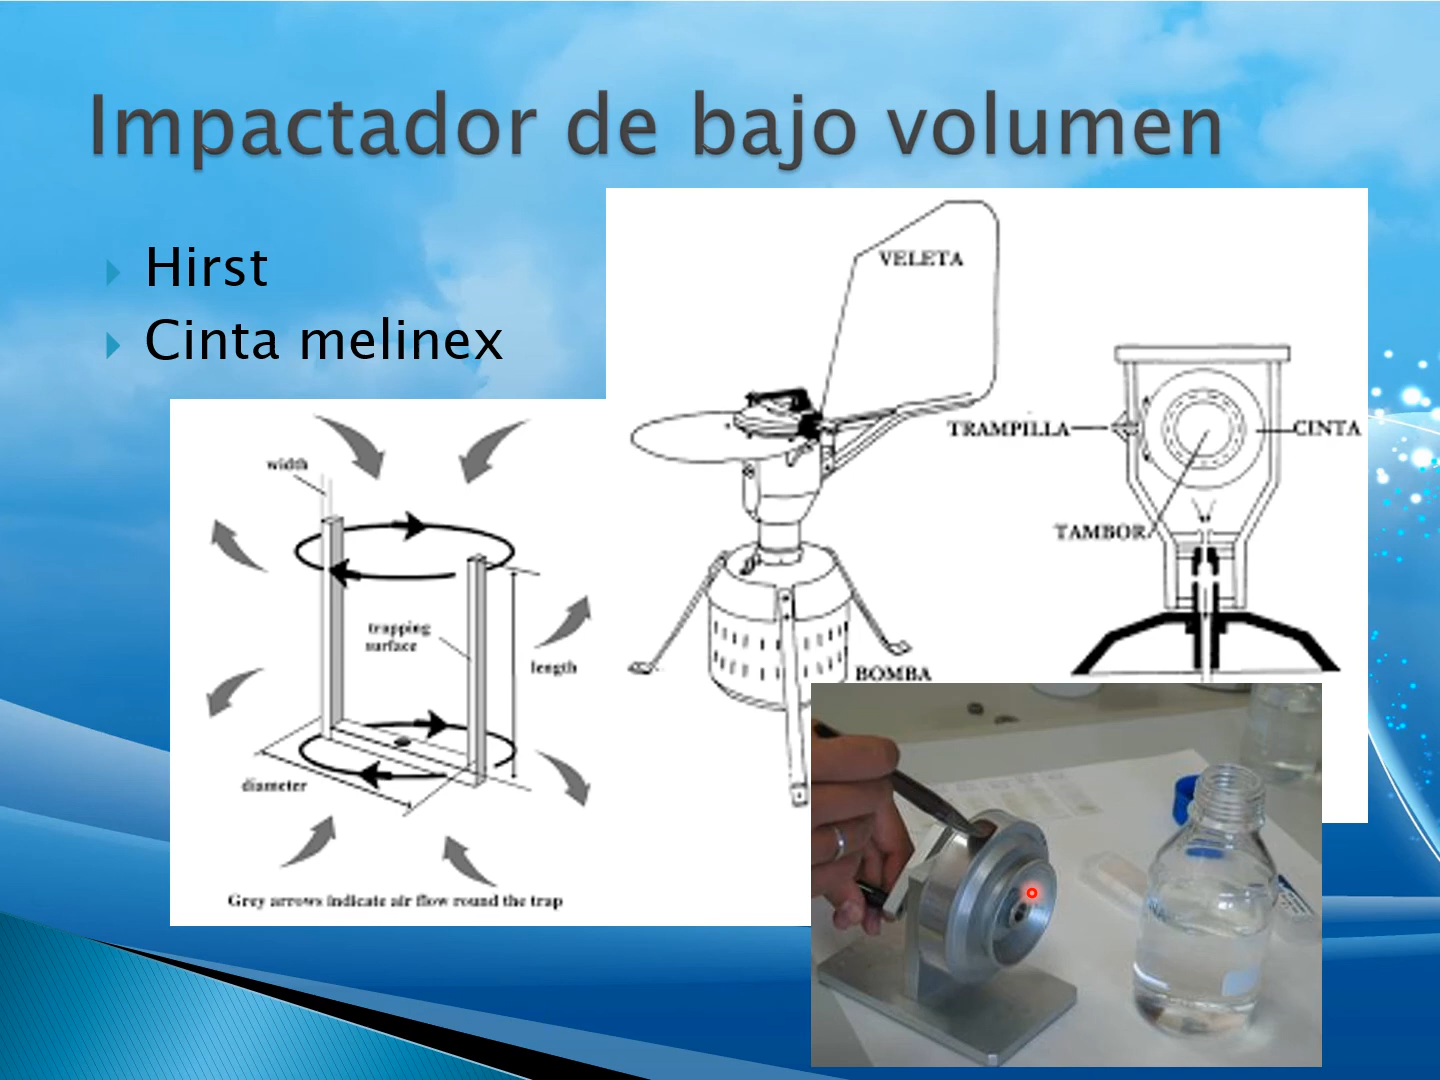 Impactador de bajo volumen
Hirst
Cinta melinex
VELETA
TRAMPILLA
CINTA
TAMBOR
BOMBA
width
trapping
surface
length
diameter
Grey arrows indicate air flow round the trap